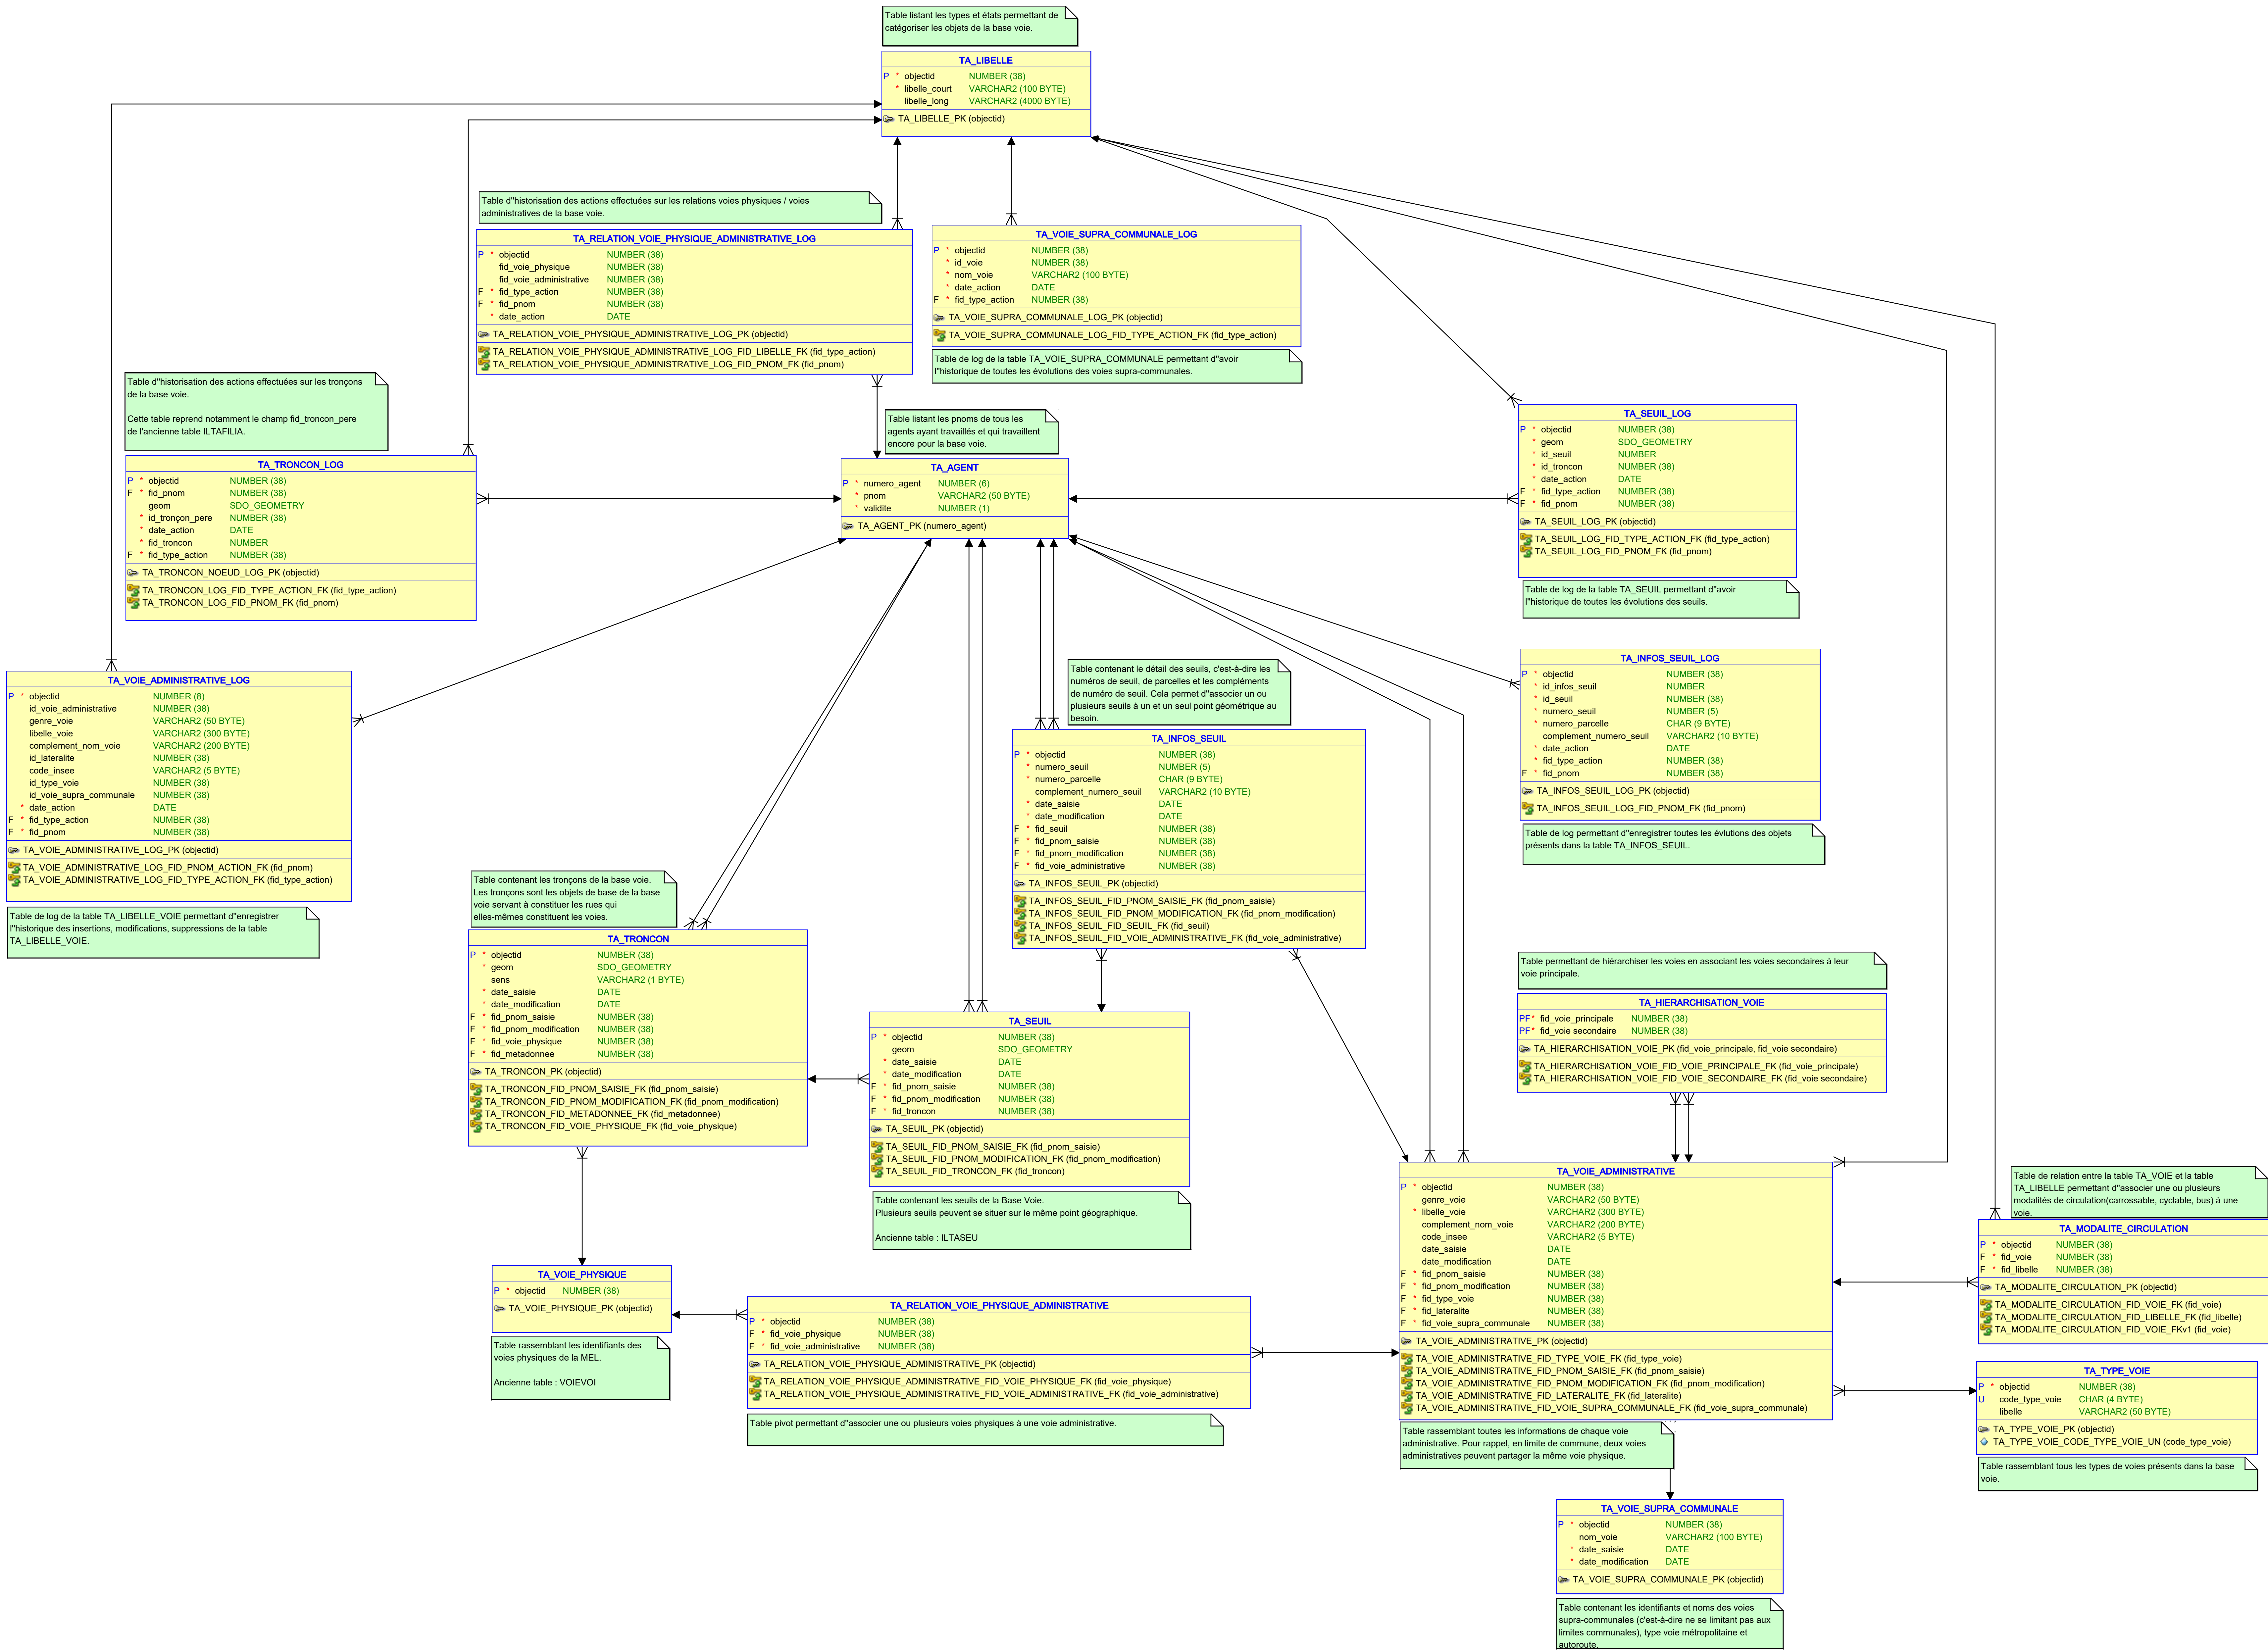 Table listant les types et états permettant de
catégoriser les objets de la base voie.
TA_LIBELLE
P * objectid NUMBER (38)
* libelle_court VARCHAR2 (100 BYTE)
libelle_long VARCHAR2 (4000 BYTE)
TA_LIBELLE_PK (objectid)
Table d"historisation des actions effectuées sur les relations voies physiques / voies
administratives de la base voie.
TA_RELATION_VOIE_PHYSIQUE_ADMINISTRATIVE_LOG
P * objectid NUMBER (38)
fid_voie_physique NUMBER (38)
fid_voie_administrative NUMBER (38)
F * fid_type_action NUMBER (38)
F * fid_pnom NUMBER (38)
* date_action DATE
TA_RELATION_VOIE_PHYSIQUE_ADMINISTRATIVE_LOG_PK (objectid)
TA_RELATION_VOIE_PHYSIQUE_ADMINISTRATIVE_LOG_FID_LIBELLE_FK (fid_type_action)
TA_RELATION_VOIE_PHYSIQUE_ADMINISTRATIVE_LOG_FID_PNOM_FK (fid_pnom)
TA_VOIE_SUPRA_COMMUNALE_LOG
P * objectid NUMBER (38)
* id_voie NUMBER (38)
* nom_voie VARCHAR2 (100 BYTE)
* date_action DATE
F * fid_type_action NUMBER (38)
TA_VOIE_SUPRA_COMMUNALE_LOG_PK (objectid)
TA_VOIE_SUPRA_COMMUNALE_LOG_FID_TYPE_ACTION_FK (fid_type_action)
Table de log de la table TA_VOIE_SUPRA_COMMUNALE permettant d"avoir
l"historique de toutes les évolutions des voies supra-communales.
Table d"historisation des actions effectuées sur les tronçons
de la base voie.
Cette table reprend notamment le champ fid_troncon_pere
de l'ancienne table ILTAFILIA.
TA_TRONCON_LOG
P * objectid NUMBER (38)
F * fid_pnom NUMBER (38)
geom SDO_GEOMETRY
* id_tronçon_pere NUMBER (38)
* date_action DATE
* fid_troncon NUMBER
F * fid_type_action NUMBER (38)
TA_TRONCON_NOEUD_LOG_PK (objectid)
TA_TRONCON_LOG_FID_TYPE_ACTION_FK (fid_type_action)
TA_TRONCON_LOG_FID_PNOM_FK (fid_pnom)
Table listant les pnoms de tous les
agents ayant travaillés et qui travaillent
encore pour la base voie.
TA_AGENT
P * numero_agent NUMBER (6)
* pnom VARCHAR2 (50 BYTE)
* validite NUMBER (1)
TA_AGENT_PK (numero_agent)
TA_SEUIL_LOG
P * objectid NUMBER (38)
* geom SDO_GEOMETRY
* id_seuil NUMBER
* id_troncon NUMBER (38)
* date_action DATE
F * fid_type_action NUMBER (38)
F * fid_pnom NUMBER (38)
TA_SEUIL_LOG_PK (objectid)
TA_SEUIL_LOG_FID_TYPE_ACTION_FK (fid_type_action)
TA_SEUIL_LOG_FID_PNOM_FK (fid_pnom)
Table de log de la table TA_SEUIL permettant d"avoir
l"historique de toutes les évolutions des seuils.
TA_VOIE_ADMINISTRATIVE_LOG
P * objectid NUMBER (8)
id_voie_administrative NUMBER (38)
genre_voie VARCHAR2 (50 BYTE)
libelle_voie VARCHAR2 (300 BYTE)
complement_nom_voie VARCHAR2 (200 BYTE)
id_lateralite NUMBER (38)
code_insee VARCHAR2 (5 BYTE)
id_type_voie NUMBER (38)
id_voie_supra_communale NUMBER (38)
* date_action DATE
F * fid_type_action NUMBER (38)
F * fid_pnom NUMBER (38)
TA_VOIE_ADMINISTRATIVE_LOG_PK (objectid)
TA_VOIE_ADMINISTRATIVE_LOG_FID_PNOM_ACTION_FK (fid_pnom)
TA_VOIE_ADMINISTRATIVE_LOG_FID_TYPE_ACTION_FK (fid_type_action)
Table de log de la table TA_LIBELLE_VOIE permettant d"enregistrer
l"historique des insertions, modifications, suppressions de la table
TA_LIBELLE_VOIE.
Table contenant le détail des seuils, c'est-à-dire les
numéros de seuil, de parcelles et les compléments
de numéro de seuil. Cela permet d"associer un ou
plusieurs seuils à un et un seul point géométrique au
besoin.
TA_INFOS_SEUIL
P * objectid NUMBER (38)
* numero_seuil NUMBER (5)
* numero_parcelle CHAR (9 BYTE)
complement_numero_seuil VARCHAR2 (10 BYTE)
* date_saisie DATE
* date_modification DATE
F * fid_seuil NUMBER (38)
F * fid_pnom_saisie NUMBER (38)
F * fid_pnom_modification NUMBER (38)
F * fid_voie_administrative NUMBER (38)
TA_INFOS_SEUIL_PK (objectid)
TA_INFOS_SEUIL_FID_PNOM_SAISIE_FK (fid_pnom_saisie)
TA_INFOS_SEUIL_FID_PNOM_MODIFICATION_FK (fid_pnom_modification)
TA_INFOS_SEUIL_FID_SEUIL_FK (fid_seuil)
TA_INFOS_SEUIL_FID_VOIE_ADMINISTRATIVE_FK (fid_voie_administrative)
TA_INFOS_SEUIL_LOG
P * objectid NUMBER (38)
* id_infos_seuil NUMBER
* id_seuil NUMBER (38)
* numero_seuil NUMBER (5)
* numero_parcelle CHAR (9 BYTE)
complement_numero_seuil VARCHAR2 (10 BYTE)
* date_action DATE
* fid_type_action NUMBER (38)
F * fid_pnom NUMBER (38)
TA_INFOS_SEUIL_LOG_PK (objectid)
TA_INFOS_SEUIL_LOG_FID_PNOM_FK (fid_pnom)
Table de log permettant d"enregistrer toutes les évlutions des objets
présents dans la table TA_INFOS_SEUIL.
Table contenant les tronçons de la base voie.
Les tronçons sont les objets de base de la base
voie servant à constituer les rues qui
elles-mêmes constituent les voies.
TA_TRONCON
P * objectid NUMBER (38)
* geom SDO_GEOMETRY
sens VARCHAR2 (1 BYTE)
* date_saisie DATE
* date_modification DATE
F * fid_pnom_saisie NUMBER (38)
F * fid_pnom_modification NUMBER (38)
F * fid_voie_physique NUMBER (38)
F * fid_metadonnee NUMBER (38)
TA_TRONCON_PK (objectid)
TA_TRONCON_FID_PNOM_SAISIE_FK (fid_pnom_saisie)
TA_TRONCON_FID_PNOM_MODIFICATION_FK (fid_pnom_modification)
TA_TRONCON_FID_METADONNEE_FK (fid_metadonnee)
TA_TRONCON_FID_VOIE_PHYSIQUE_FK (fid_voie_physique)
TA_SEUIL
P * objectid NUMBER (38)
geom SDO_GEOMETRY
* date_saisie DATE
* date_modification DATE
F * fid_pnom_saisie NUMBER (38)
F * fid_pnom_modification NUMBER (38)
F * fid_troncon NUMBER (38)
TA_SEUIL_PK (objectid)
TA_SEUIL_FID_PNOM_SAISIE_FK (fid_pnom_saisie)
TA_SEUIL_FID_PNOM_MODIFICATION_FK (fid_pnom_modification)
TA_SEUIL_FID_TRONCON_FK (fid_troncon)
Table contenant les seuils de la Base Voie.
Plusieurs seuils peuvent se situer sur le même point géographique.
Ancienne table : ILTASEU
Table permettant de hiérarchiser les voies en associant les voies secondaires à leur
voie principale.
TA_HIERARCHISATION_VOIE
PF* fid_voie_principale NUMBER (38)
PF* fid_voie secondaire NUMBER (38)
TA_HIERARCHISATION_VOIE_PK (fid_voie_principale, fid_voie secondaire)
TA_HIERARCHISATION_VOIE_FID_VOIE_PRINCIPALE_FK (fid_voie_principale)
TA_HIERARCHISATION_VOIE_FID_VOIE_SECONDAIRE_FK (fid_voie secondaire)
TA_VOIE_ADMINISTRATIVE
P * objectid NUMBER (38)
genre_voie VARCHAR2 (50 BYTE)
* libelle_voie VARCHAR2 (300 BYTE)
complement_nom_voie VARCHAR2 (200 BYTE)
code_insee VARCHAR2 (5 BYTE)
date_saisie DATE
date_modification DATE
F * fid_pnom_saisie NUMBER (38)
F * fid_pnom_modification NUMBER (38)
F * fid_type_voie NUMBER (38)
F * fid_lateralite NUMBER (38)
F * fid_voie_supra_communale NUMBER (38)
TA_VOIE_ADMINISTRATIVE_PK (objectid)
TA_VOIE_ADMINISTRATIVE_FID_TYPE_VOIE_FK (fid_type_voie)
TA_VOIE_ADMINISTRATIVE_FID_PNOM_SAISIE_FK (fid_pnom_saisie)
TA_VOIE_ADMINISTRATIVE_FID_PNOM_MODIFICATION_FK (fid_pnom_modification)
TA_VOIE_ADMINISTRATIVE_FID_LATERALITE_FK (fid_lateralite)
TA_VOIE_ADMINISTRATIVE_FID_VOIE_SUPRA_COMMUNALE_FK (fid_voie_supra_communale)
Table rassemblant toutes les informations de chaque voie
administrative. Pour rappel, en limite de commune, deux voies
administratives peuvent partager la même voie physique.
Table de relation entre la table TA_VOIE et la table
TA_LIBELLE permettant d"associer une ou plusieurs
modalités de circulation(carrossable, cyclable, bus) à une
voie.
TA_MODALITE_CIRCULATION
P * objectid NUMBER (38)
F * fid_voie NUMBER (38)
F * fid_libelle NUMBER (38)
TA_MODALITE_CIRCULATION_PK (objectid)
TA_MODALITE_CIRCULATION_FID_VOIE_FK (fid_voie)
TA_MODALITE_CIRCULATION_FID_LIBELLE_FK (fid_libelle)
TA_MODALITE_CIRCULATION_FID_VOIE_FKv1 (fid_voie)
TA_VOIE_PHYSIQUE
P * objectid NUMBER (38)
TA_VOIE_PHYSIQUE_PK (objectid)
Table rassemblant les identifiants des
voies physiques de la MEL.
Ancienne table : VOIEVOI
TA_RELATION_VOIE_PHYSIQUE_ADMINISTRATIVE
P * objectid NUMBER (38)
F * fid_voie_physique NUMBER (38)
F * fid_voie_administrative NUMBER (38)
TA_RELATION_VOIE_PHYSIQUE_ADMINISTRATIVE_PK (objectid)
TA_RELATION_VOIE_PHYSIQUE_ADMINISTRATIVE_FID_VOIE_PHYSIQUE_FK (fid_voie_physique)
TA_RELATION_VOIE_PHYSIQUE_ADMINISTRATIVE_FID_VOIE_ADMINISTRATIVE_FK (fid_voie_administrative)
Table pivot permettant d"associer une ou plusieurs voies physiques à une voie administrative.
TA_TYPE_VOIE
P * objectid NUMBER (38)
U code_type_voie CHAR (4 BYTE)
libelle VARCHAR2 (50 BYTE)
TA_TYPE_VOIE_PK (objectid)
TA_TYPE_VOIE_CODE_TYPE_VOIE_UN (code_type_voie)
Table rassemblant tous les types de voies présents dans la base
voie.
TA_VOIE_SUPRA_COMMUNALE
P * objectid NUMBER (38)
nom_voie VARCHAR2 (100 BYTE)
* date_saisie DATE
* date_modification DATE
TA_VOIE_SUPRA_COMMUNALE_PK (objectid)
Table contenant les identifiants et noms des voies
supra-communales (c'est-à-dire ne se limitant pas aux
limites communales), type voie métropolitaine et
autoroute.